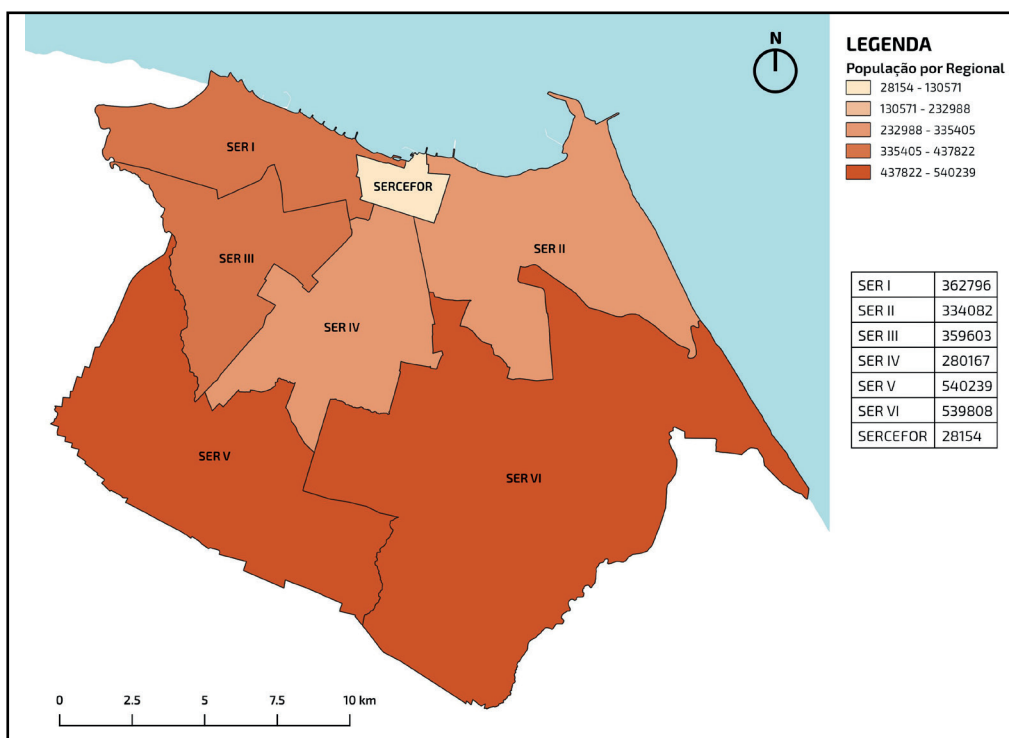 N
LEGENDA
População por Regional
28154 - 130571
130571 - 232988
232988 - 335405
335405 - 437822
437822 - 540239
SER I
SERCEFOR
SER II
SER III
SER IV
SER V
SER VI
SER I 362796
SER II 334082
SER III 359603
SER IV 280167
SER V 540239
SER VI 539808
SERCEFOR 28154
0 2.5 5 7.5 10 km